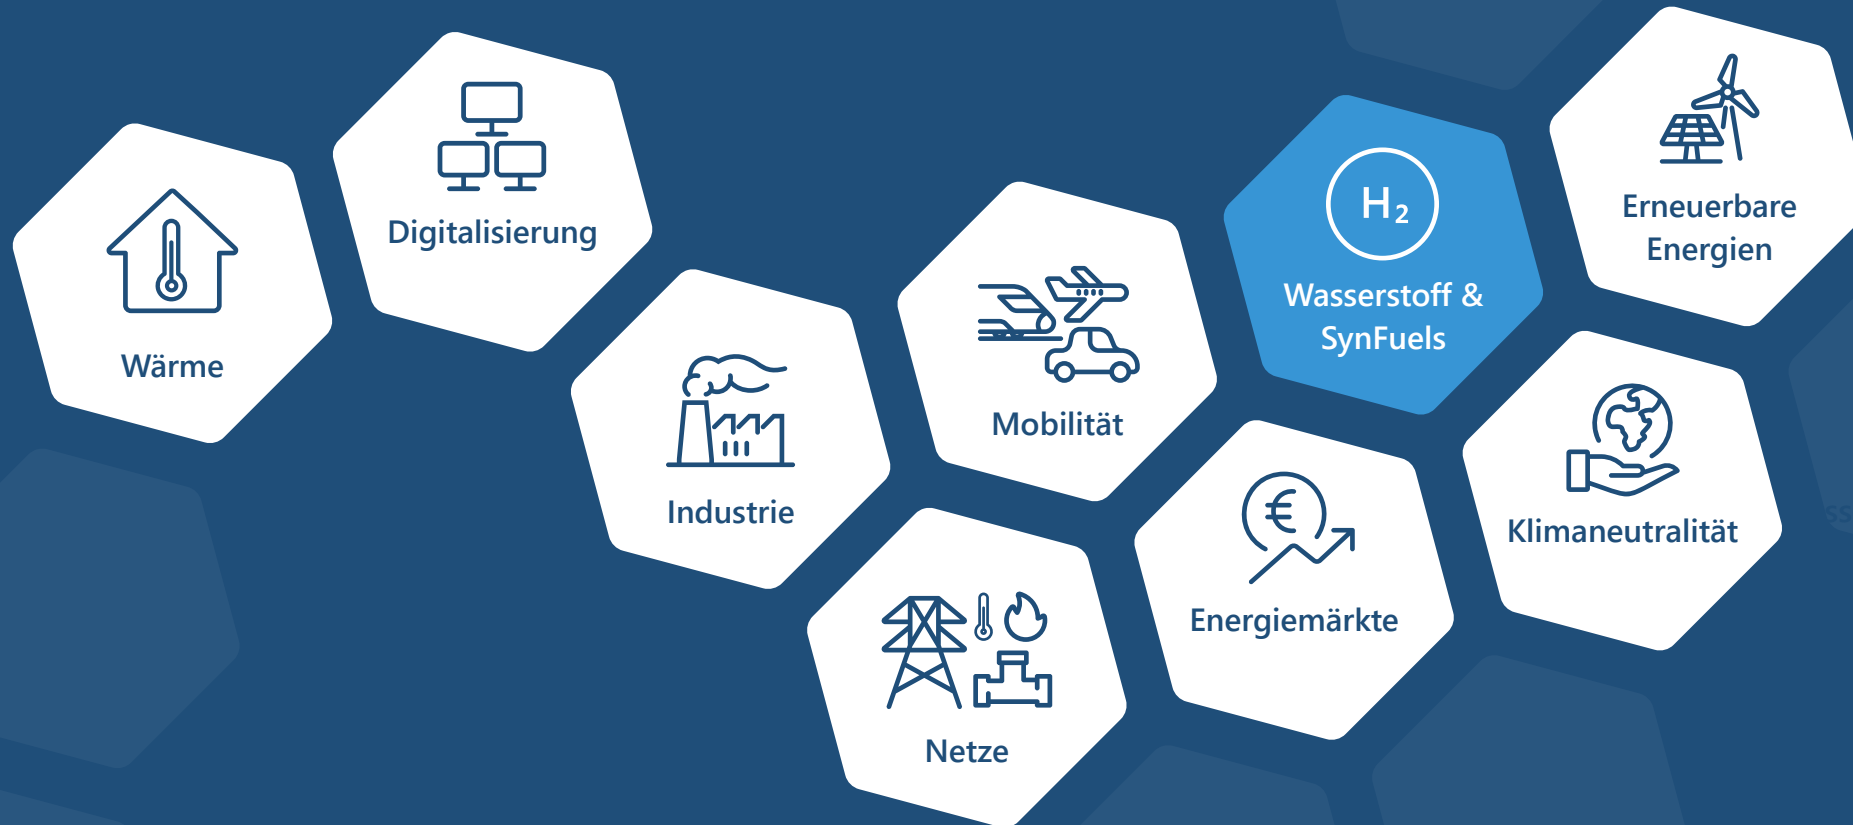 Wärme
Digitalisierung
Industrie
Mobilität
Netze
H₂
Wasserstoff &
SynFuels
Energiemärkte
Erneuerbare
Energien
Klimaneutralität